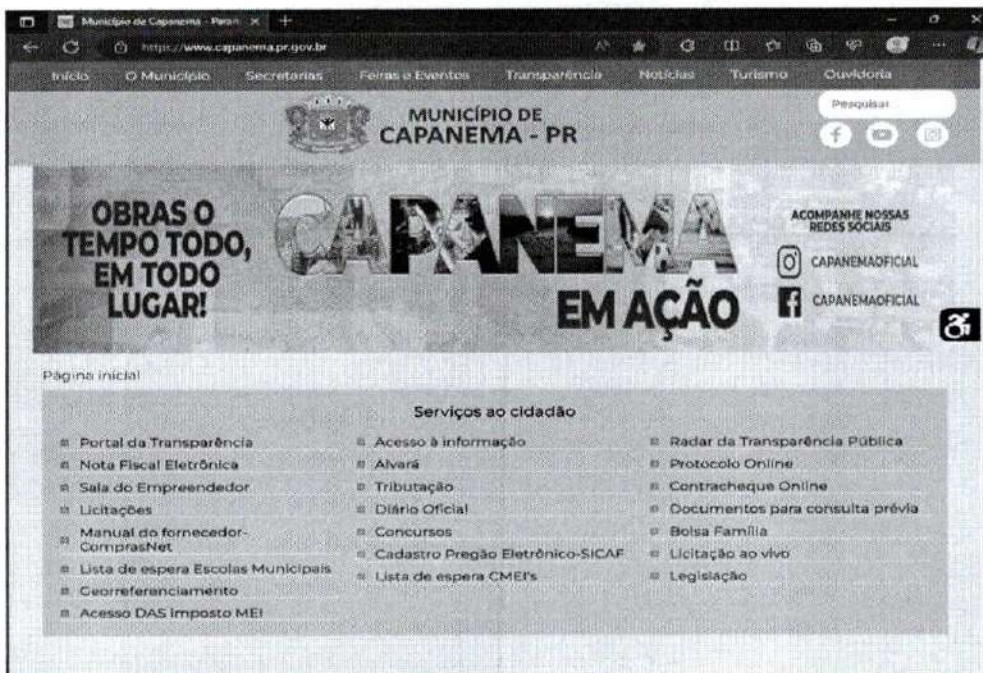 Município de Capanema - Paran
https://www.capanema.pr.gov.br
Início O Município Secretarias Feiras e Eventos Transparência Notícias Turismo Ouvidoria
MUNICÍPIO DE
CAPANEMA - PR
Pesquisar
OBRAS O
TEMPO TODO,
EM TODO
LUGAR!
CAPANEMA
EM AÇÃO
ACOMPANHE NOSSAS
REDES SOCIAIS
CAPANEMAOFICIAL
CAPANEMAOFICIAL
Página inicial
Serviços ao cidadão
Portal da Transparência
Nota Fiscal Eletrônica
Sala do Empreendedor
Licitações
Manual do fornecedor-
ComprasNet
Lista de espera Escolas Municipais
Georreferenciamento
Acesso DAS Imposto MEI
Acesso à informação
Alvará
Tributação
Diário Oficial
Concursos
Cadastro Pregão Eletrônico-SICAF
Lista de espera CMEI's
Radar da Transparência Pública
Protocolo Online
Contracheque Online
Documentos para consulta prévia
Bolsa Família
Licitação ao vivo
Legislação